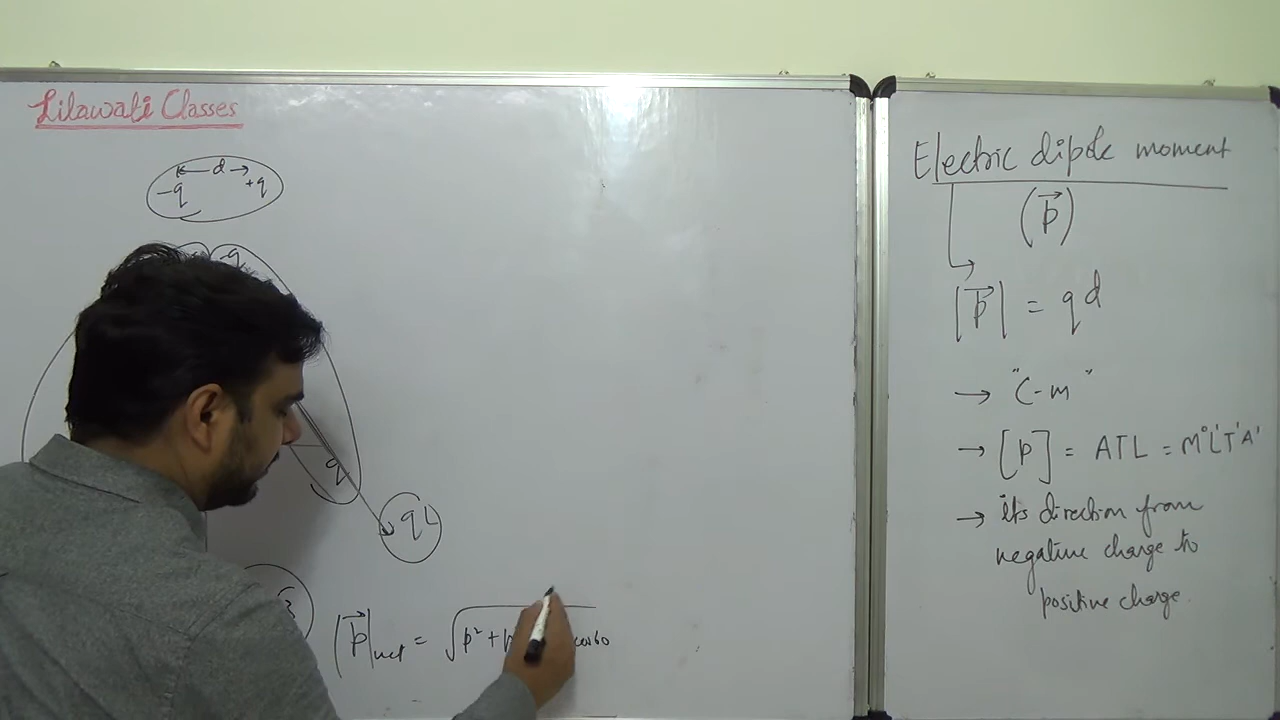 Lilawali Classes
← d →
-q +q
-q
q
qL
|p⃗|net = √p² + cos60
Electric dipole moment
(p⃗)
|p⃗| = qd
→ "C-m"
→ [p] = ATL = M⁰L¹T¹A¹
→ its direction from
negative charge to
positive charge.